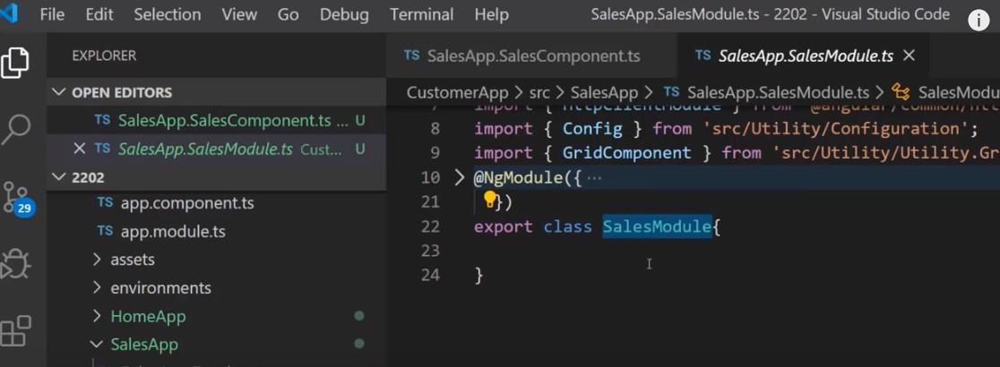 File Edit Selection View Go Debug Terminal Help SalesApp.SalesModule.ts - 2202 - Visual Studio Code
EXPLORER
OPEN EDITORS
TS SalesApp.SalesComponent.ts ... U
TS SalesApp.SalesModule.ts Cust... U
2202
TS app.component.ts
TS app.module.ts
assets
environments
HomeApp
SalesApp
29
TS SalesApp.SalesComponent.ts TS SalesApp.SalesModule.ts
CustomerApp > src > SalesApp > TS SalesApp.SalesModule.ts > SalesModu
7 import { HttpClientModule } from '@angular/common/htt
8 import { Config } from 'src/Utility/Configuration';
9 import { GridComponent } from 'src/Utility/Utility.Gr
10 @NgModule({ ...
21 })
22 export class SalesModule{
23
24 }